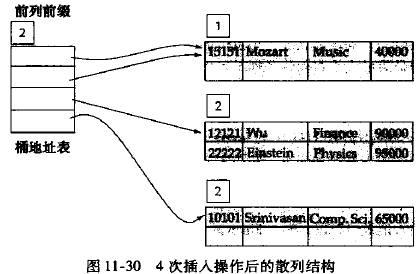 前列前缀
2
桶地址表
1
15151 Mozart Music 40000
2
12121 Wu Finance 90000
22222 Einstein Physics 95000
2
10101 Srinivasan Comp. Sci. 65000
图 11-30 4 次插入操作后的散列结构